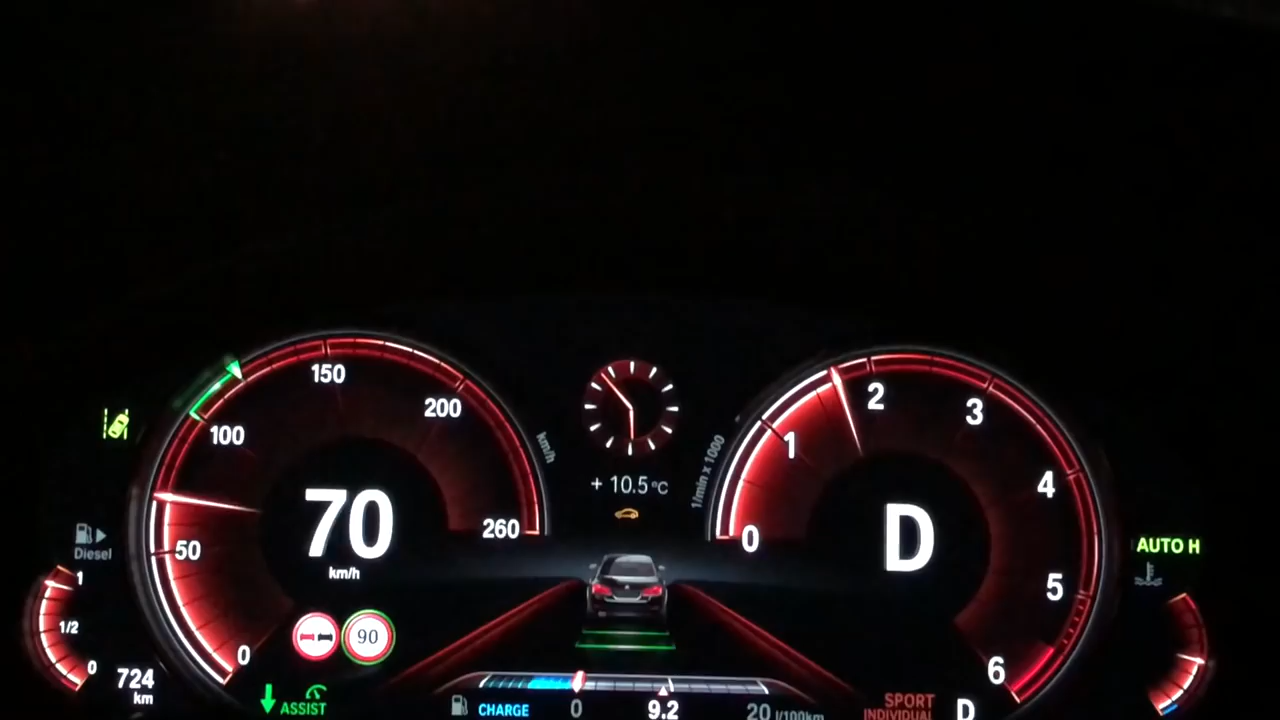 150
200
100
50
0
260
km/h
70
km/h
90
Diesel
1
1/2
0
724
km
ASSIST
+ 10.5 °C
CHARGE
0
9.2
20 l/100km
1/min x 1000
0
1
2
3
4
5
6
D
SPORT
INDIVIDUAL
D
AUTO H